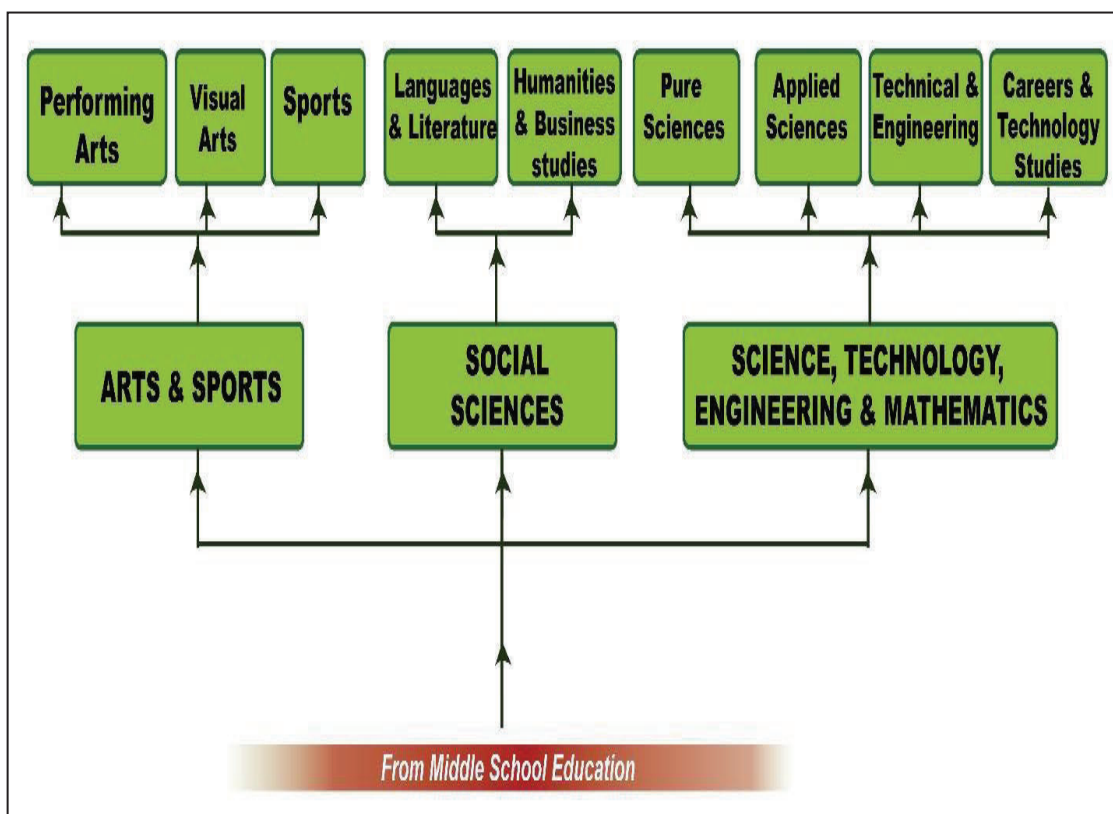 Performing
Arts
Visual
Arts
Sports
Languages
& Literature
Humanities
& Business
studies
Pure
Sciences
Applied
Sciences
Technical &
Engineering
Careers &
Technology
Studies
ARTS & SPORTS
SOCIAL
SCIENCES
SCIENCE, TECHNOLOGY,
ENGINEERING & MATHEMATICS
From Middle School Education